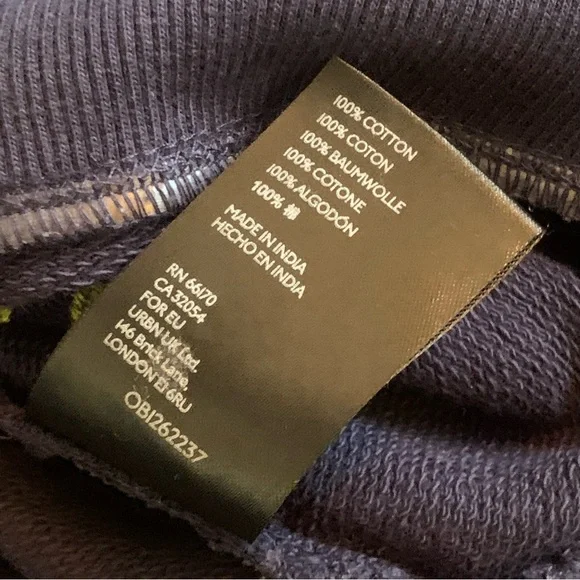 100% COTTON
100% COTON
100% BAUMWOLLE
100% COTONE
100% ALGODÓN
100% 棉
MADE IN INDIA
HECHO EN INDIA
RN 66170
CA 32054
FOR EU
URBN UK Ltd,
146 Brick Lane,
LONDON E1 6RU
OB1262237